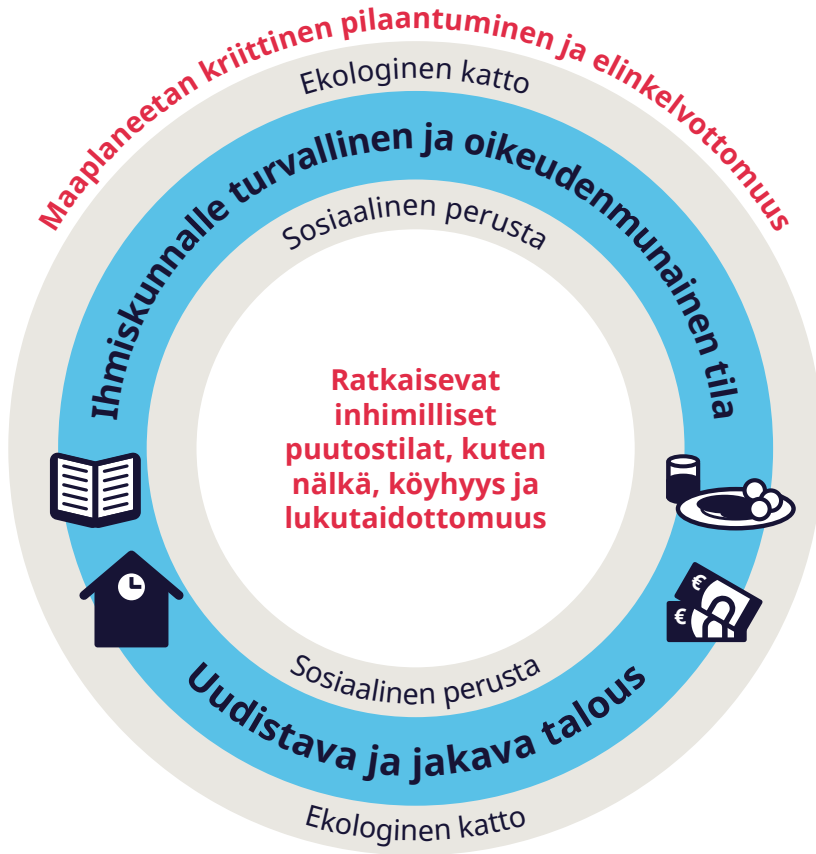 Maaplaneetan kriittinen pilaantuminen ja elinkelvottomuus
Ekologinen katto
Ihmiskunnalle turvallinen ja oikeudenmunainen tila
Sosiaalinen perusta
Ratkaisevat
inhimilliset
puutostilat, kuten
nälkä, köyhyys ja
lukutaidottomuus
€
€
Sosiaalinen perusta
Uudistava ja jakava talous
Ekologinen katto